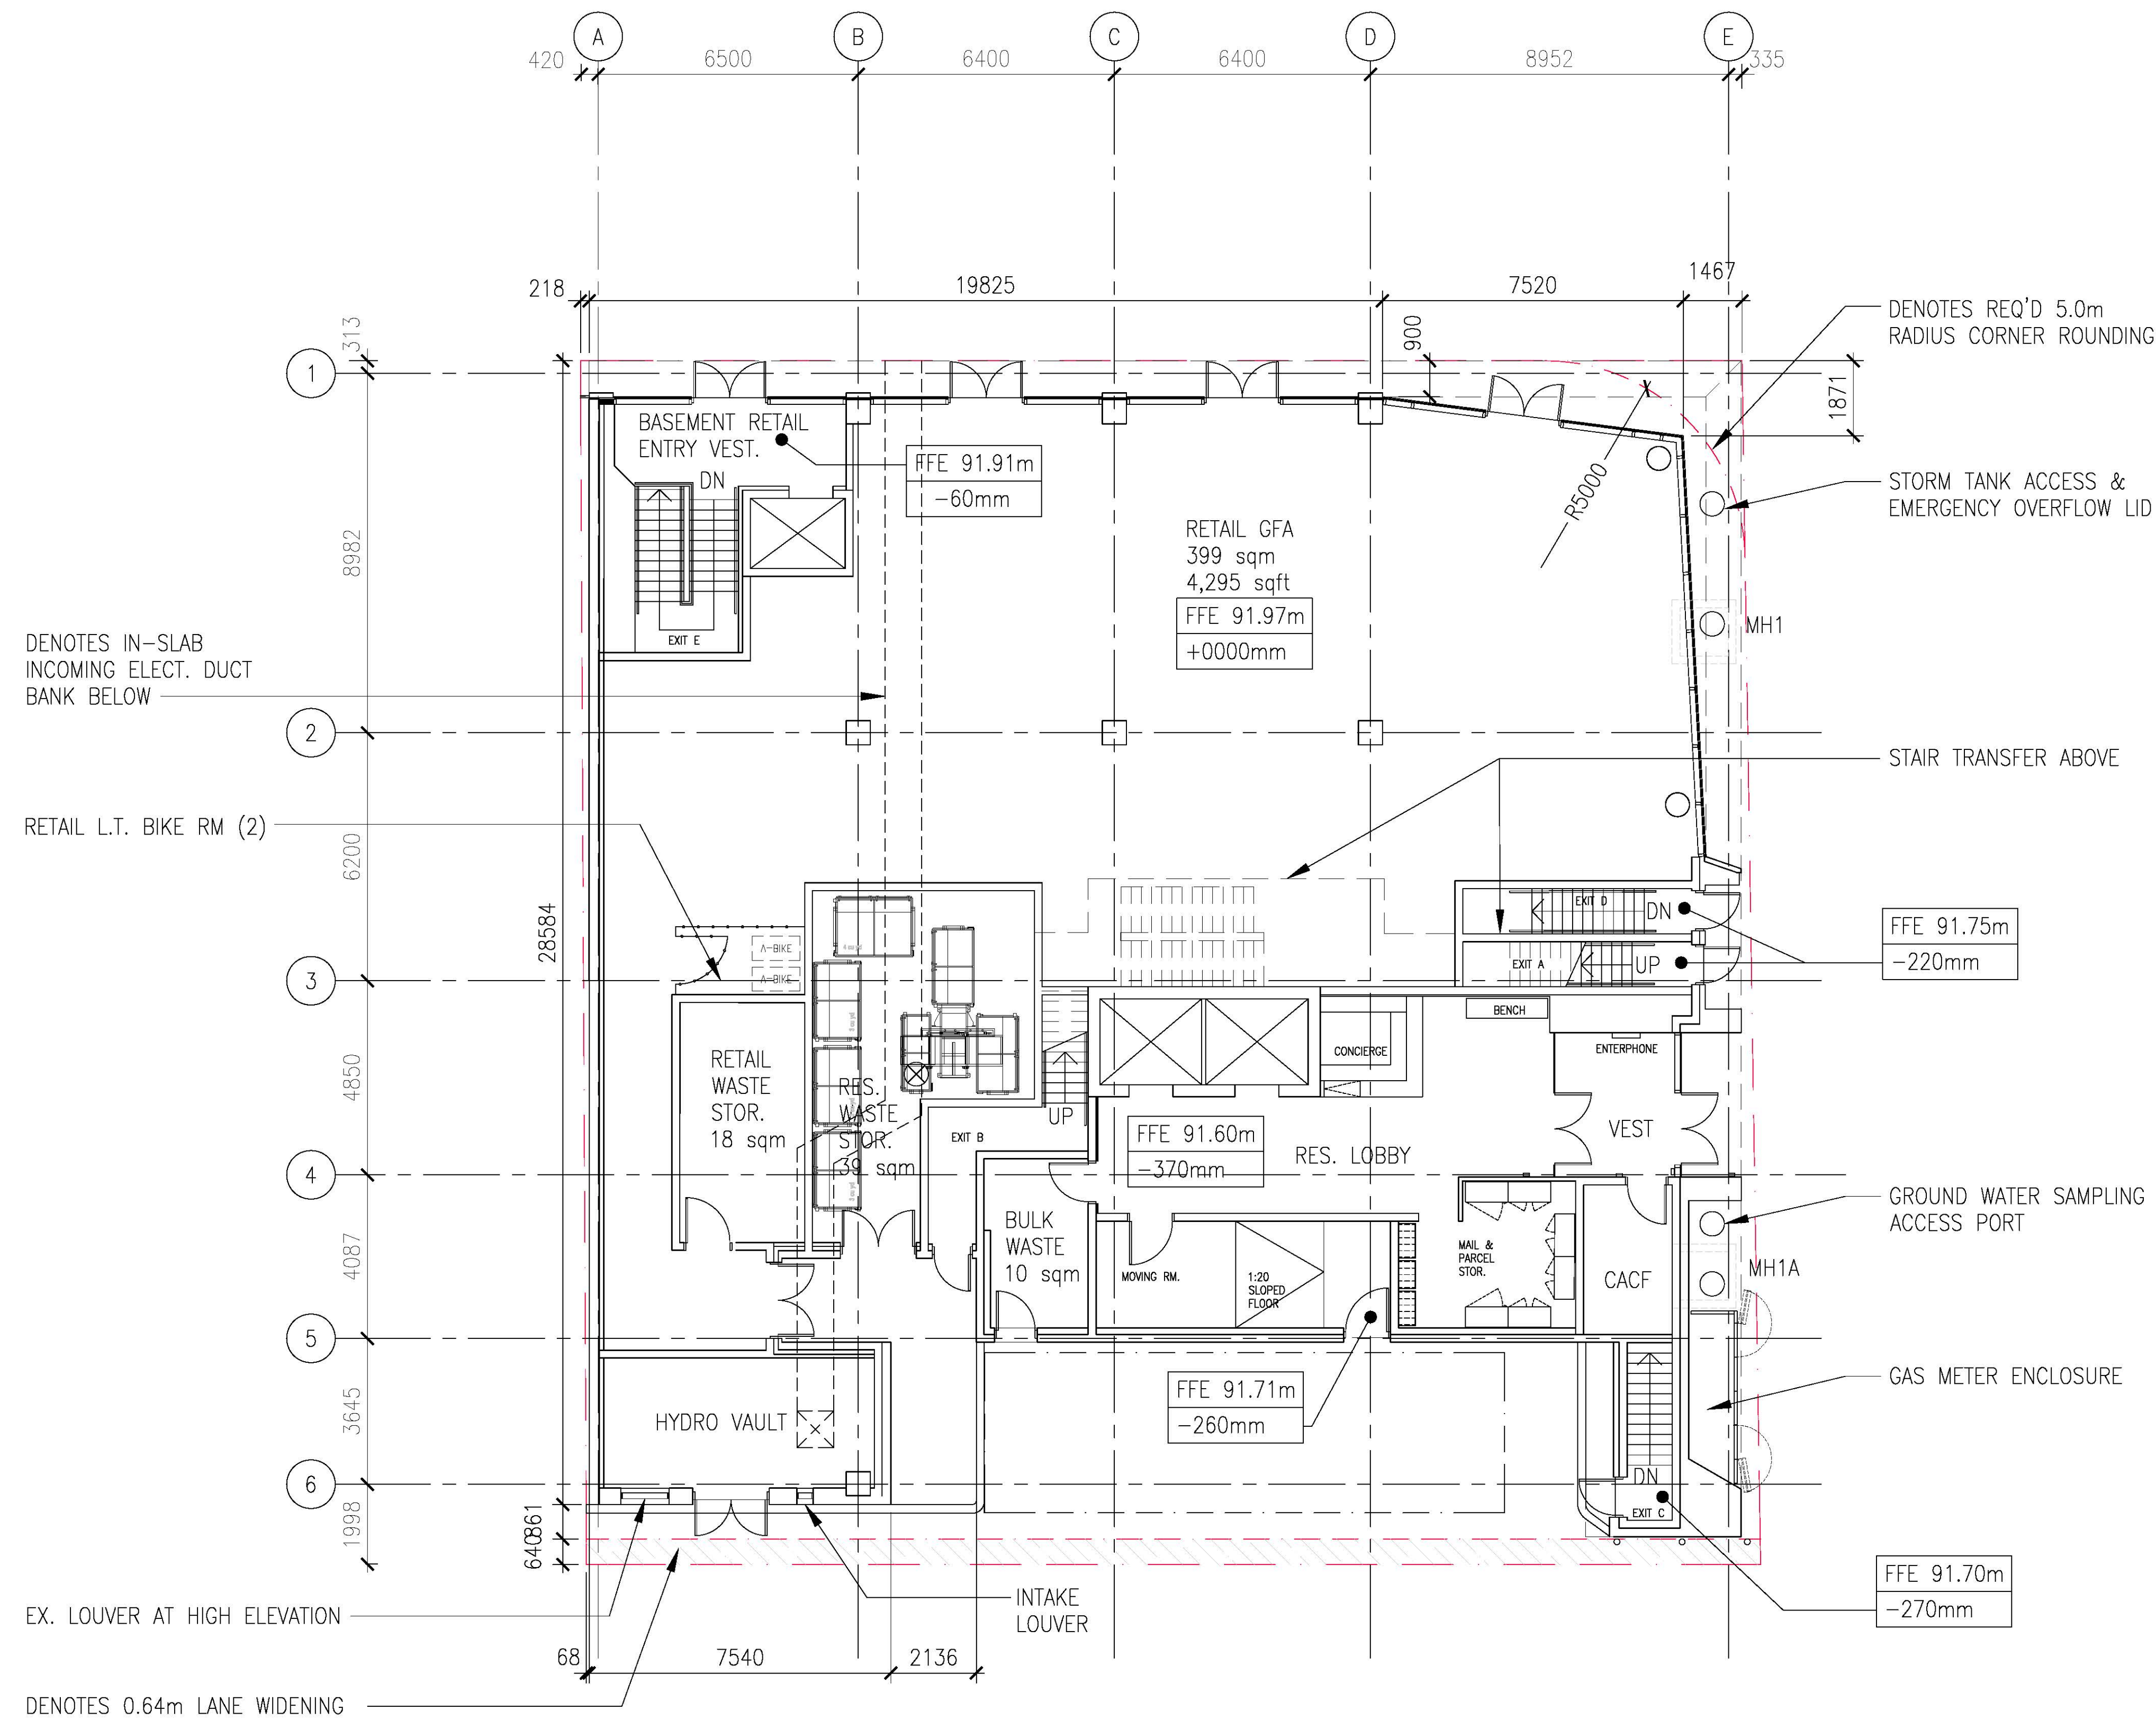 A
B
C
D
E
420
6500
6400
6400
8952
335
218
19825
7520
1467
DENOTES REQ'D 5.0m
RADIUS CORNER ROUNDING
313
900
1871
1
BASEMENT RETAIL
ENTRY VEST.
DN
FFE 91.91m
-60mm
R5000
STORM TANK ACCESS &
EMERGENCY OVERFLOW LID
RETAIL GFA
399 sqm
4,295 sqft
FFE 91.97m
+0000mm
8982
EXIT E
MH1
DENOTES IN-SLAB
INCOMING ELECT. DUCT
BANK BELOW
2
STAIR TRANSFER ABOVE
RETAIL L.T. BIKE RM (2)
6200
28584
EXIT D
DN
FFE 91.75m
-220mm
A-BIKE
A-BIKE
EXIT A
UP
3
BENCH
ENTERPHONE
CONCIERGE
4850
RETAIL
WASTE
STOR.
18 sqm
RES.
WASTE
STOR.
39 sqm
UP
EXIT B
FFE 91.60m
-370mm
RES. LOBBY
VEST
4
GROUND WATER SAMPLING
ACCESS PORT
4087
BULK
WASTE
10 sqm
MOVING RM.
1:20
SLOPED
FLOOR
MAIL &
PARCEL
STOR.
CACF
MH1A
5
FFE 91.71m
-260mm
GAS METER ENCLOSURE
3645
HYDRO VAULT
6
DN
EXIT C
1998
861
640
FFE 91.70m
-270mm
EX. LOUVER AT HIGH ELEVATION
INTAKE
LOUVER
68
7540
2136
DENOTES 0.64m LANE WIDENING